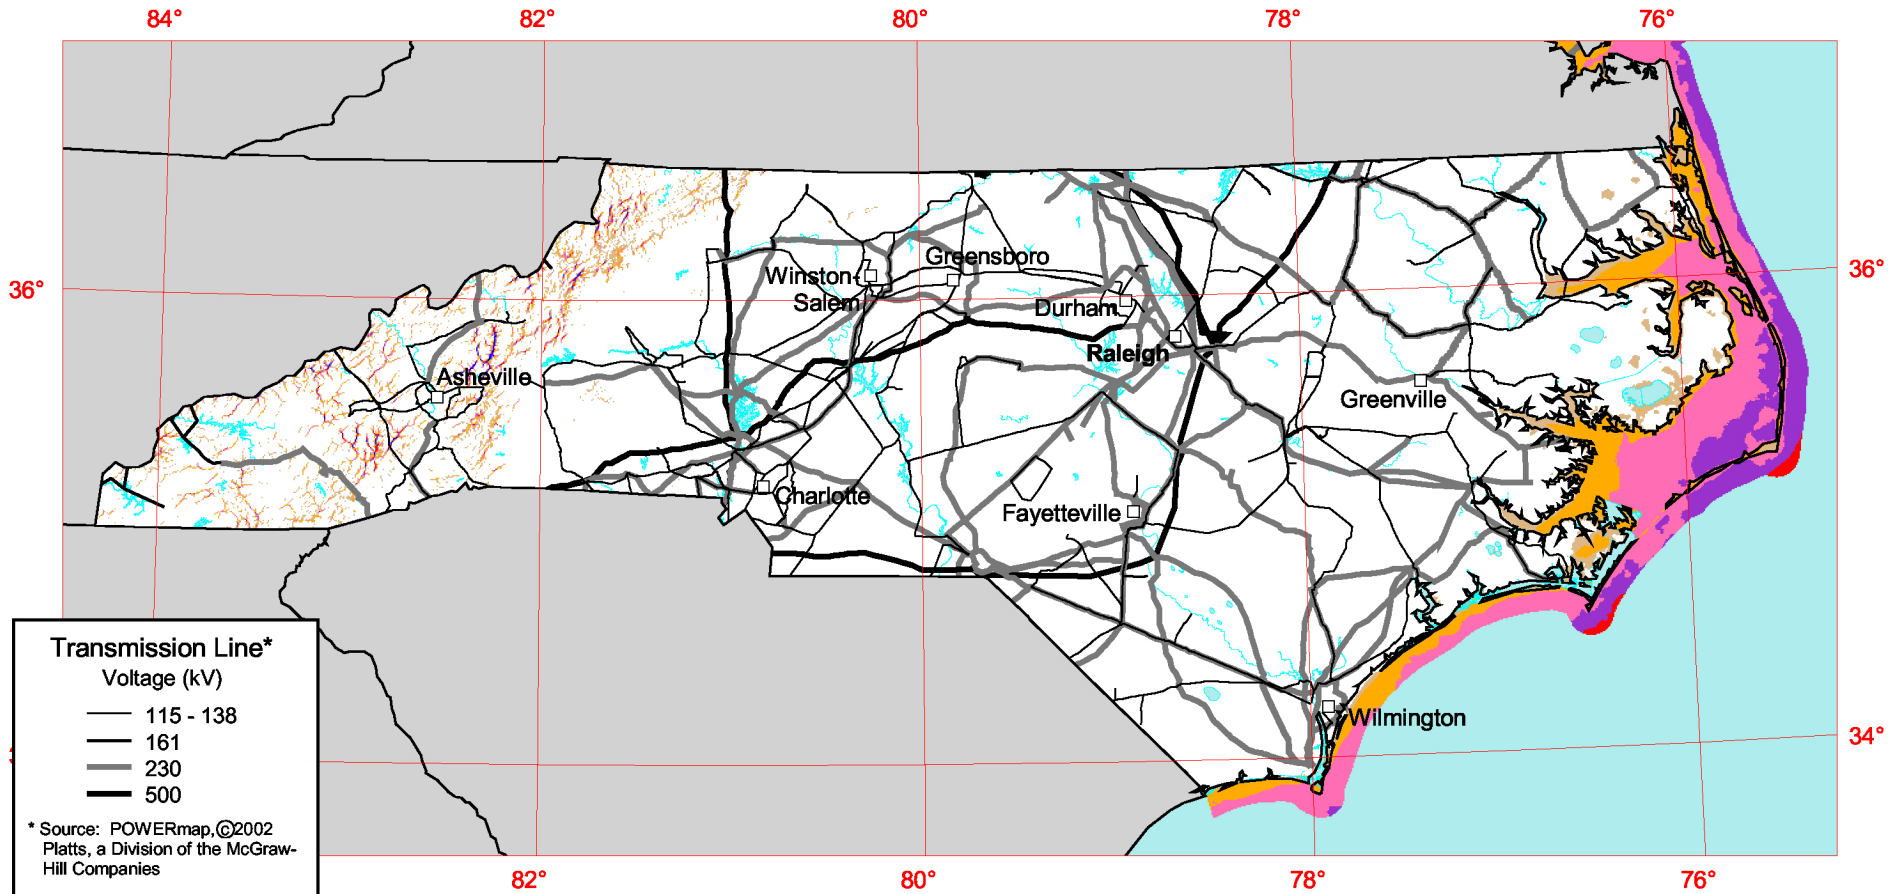 84°
82°
80°
78°
76°
36°
36°
Winston-
Salem
Greensboro
Durham
Raleigh
Asheville
Greenville
Charlotte
Fayetteville
Wilmington
34°
Transmission Line*
Voltage (kV)
115 - 138
161
230
500
* Source: POWERmap,©2002
Platts, a Division of the McGraw-
Hill Companies
82°
80°
78°
76°